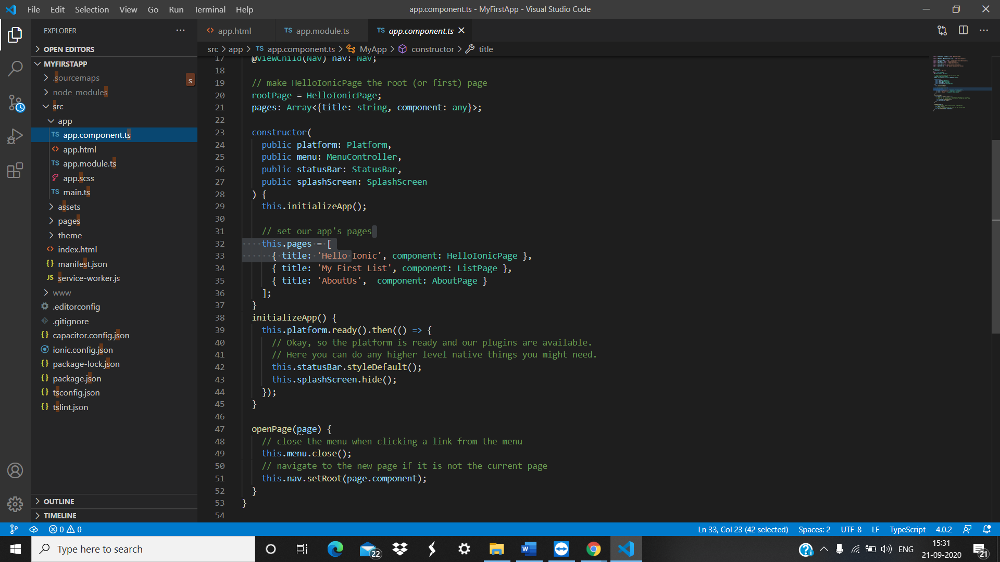 File Edit Selection View Go Run Terminal Help
app.component.ts - MyFirstApp - Visual Studio Code
EXPLORER
OPEN EDITORS
MYFIRSTAPP
.sourcemaps
s
node_modules
src
app
TS app.component.ts
<> app.html
TS app.module.ts
app.scss
TS main.ts
assets
pages
theme
<> index.html
{} manifest.json
JS service-worker.js
www
.editorconfig
.gitignore
{} capacitor.config.json
ionic.config.json
{} package-lock.json
{} package.json
{} tsconfig.json
{} tslint.json
OUTLINE
TIMELINE
<> app.html
TS app.module.ts
TS app.component.ts
src > app > TS app.component.ts > MyApp > constructor > title
17 @ViewChild(Nav) nav: Nav;
18
19 // make HelloIonicPage the root (or first) page
20 rootPage = HelloIonicPage;
21 pages: Array<{title: string, component: any}>;
22
23 constructor(
24 public platform: Platform,
25 public menu: MenuController,
26 public statusBar: StatusBar,
27 public splashScreen: SplashScreen
28 ) {
29 this.initializeApp();
30
31 // set our app's pages
32 this.pages = [
33 { title: 'Hello Ionic', component: HelloIonicPage },
34 { title: 'My First List', component: ListPage },
35 { title: 'AboutUs',  component: AboutPage }
36 ];
37 }
38 initializeApp() {
39 this.platform.ready().then(() => {
40 // Okay, so the platform is ready and our plugins are available.
41 // Here you can do any higher level native things you might need.
42 this.statusBar.styleDefault();
43 this.splashScreen.hide();
44 });
45 }
46
47 openPage(page) {
48 // close the menu when clicking a link from the menu
49 this.menu.close();
50 // navigate to the new page if it is not the current page
51 this.nav.setRoot(page.component);
52 }
53 }
54
0 0
Ln 33, Col 23 (42 selected) Spaces: 2 UTF-8 LF TypeScript 4.0.2
Type here to search
22
ENG
15:31
21-09-2020
21